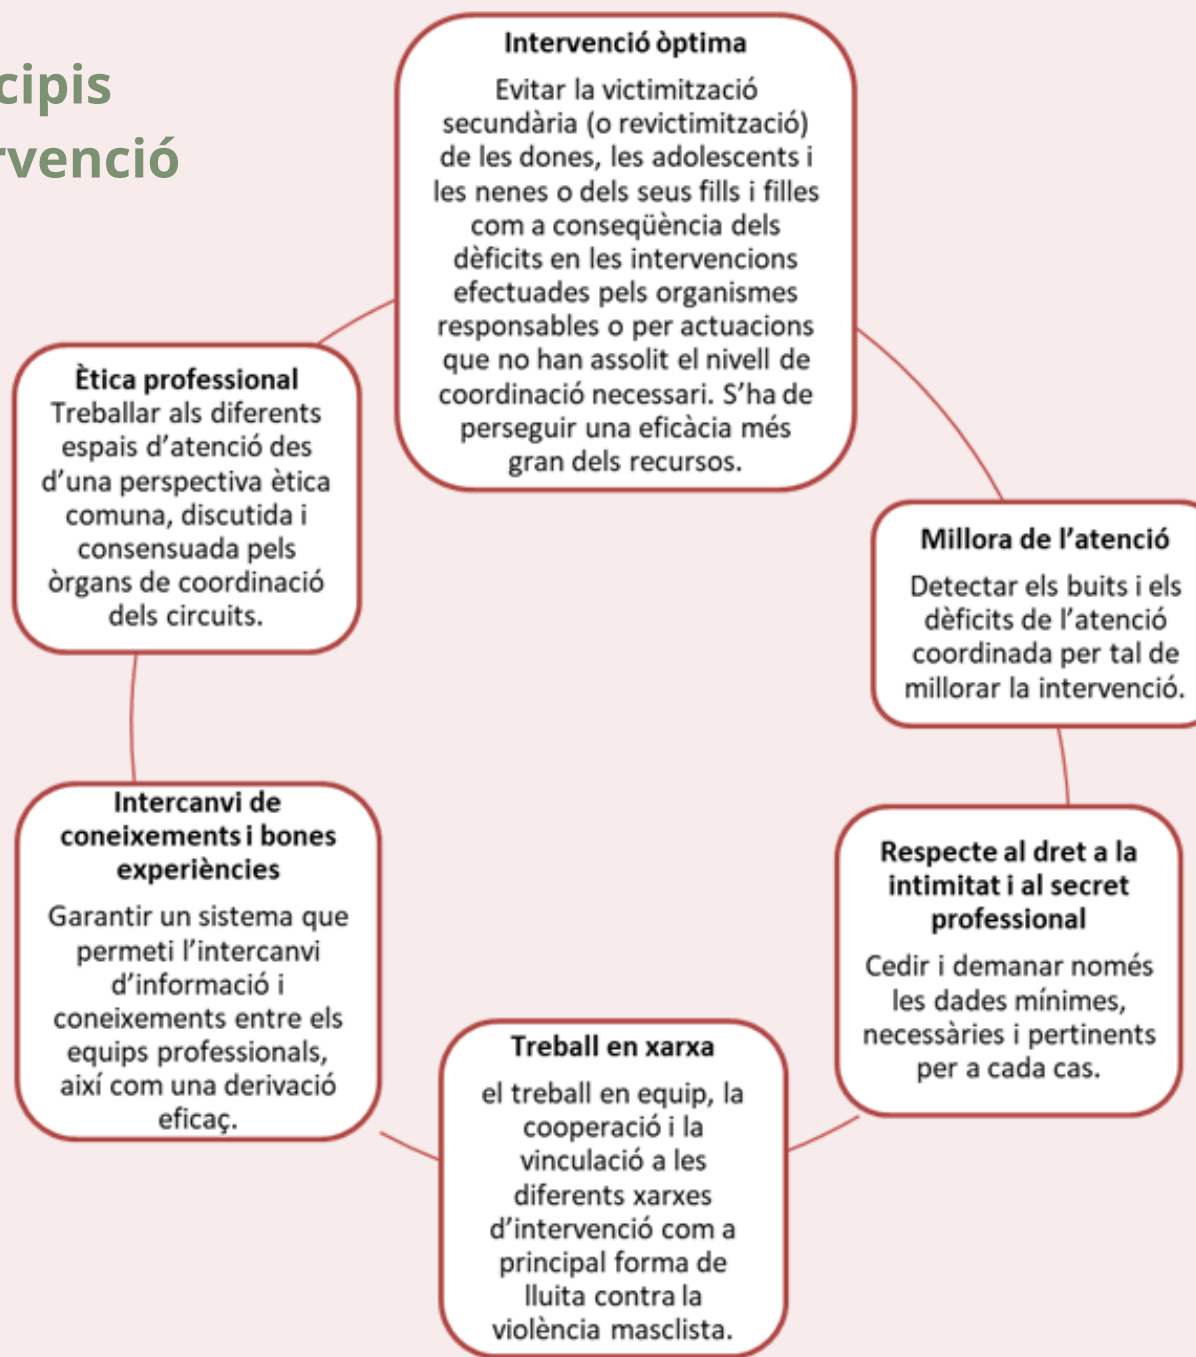 cipis
rvenció
Intervenció òptima
Evitar la victimització
secundària (o revictimització)
de les dones, les adolescents i
les nenes o dels seus fills i filles
com a conseqüència dels
dèficits en les intervencions
efectuades pels organismes
responsables o per actuacions
que no han assolit el nivell de
coordinació necessari. S’ha de
perseguir una eficàcia més
gran dels recursos.
Millora de l’atenció
Detectar els buits i els
dèficits de l’atenció
coordinada per tal de
millorar la intervenció.
Respecte al dret a la
intimitat i al secret
professional
Cedir i demanar només
les dades mínimes,
necessàries i pertinents
per a cada cas.
Treball en xarxa
el treball en equip, la
cooperació i la
vinculació a les
diferents xarxes
d’intervenció com a
principal forma de
lluita contra la
violència masclista.
Intercanvi de
coneixements i bones
experiències
Garantir un sistema que
permeti l’intercanvi
d’informació i
coneixements entre els
equips professionals,
així com una derivació
eficaç.
Ètica professional
Treballar als diferents
espais d’atenció des
d’una perspectiva ètica
comuna, discutida i
consensuada pels
òrgans de coordinació
dels circuits.